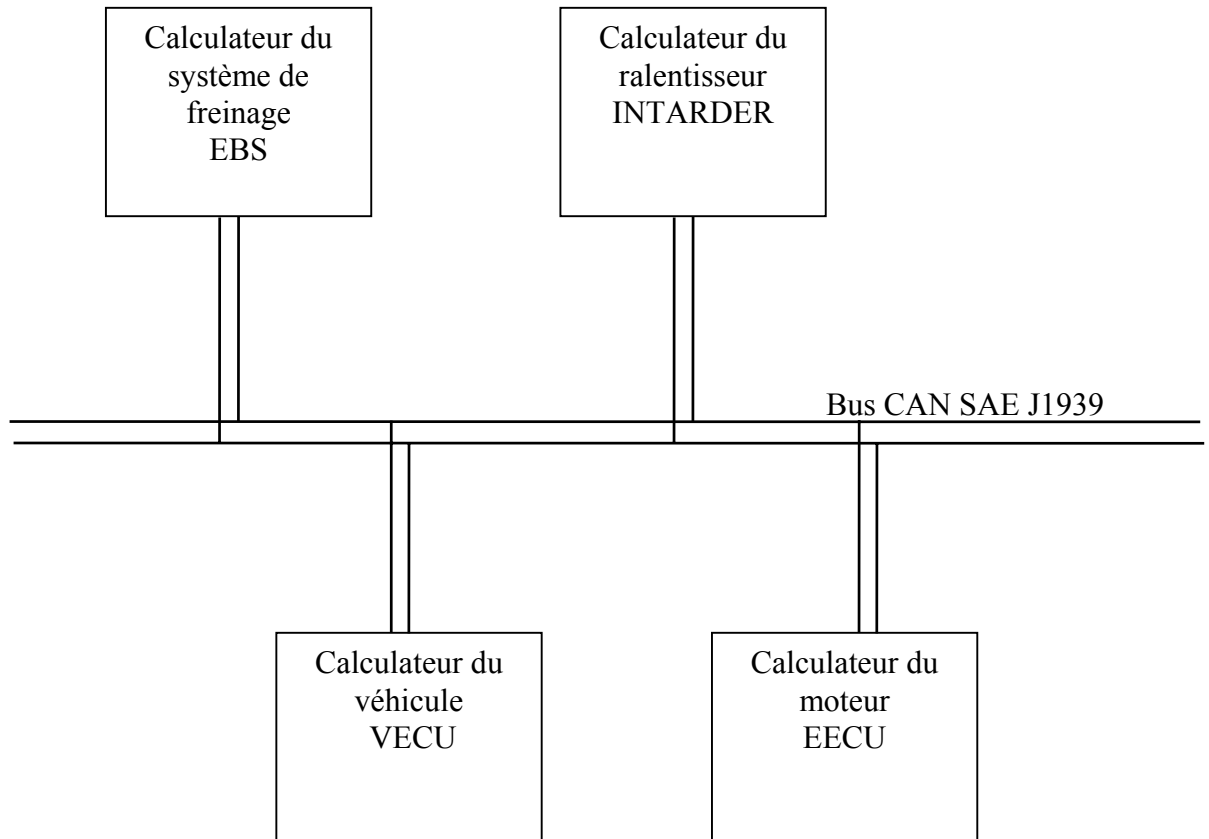 Calculateur du
système de
freinage
EBS
Calculateur du
ralentisseur
INTARDER
Bus CAN SAE J1939
Calculateur du
véhicule
VECU
Calculateur du
moteur
EECU